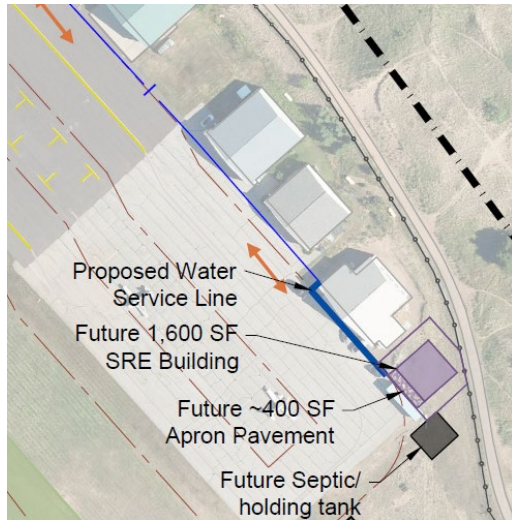 Proposed Water
Service Line
Future 1,600 SF
SRE Building
Future ~400 SF
Apron Pavement
Future Septic/
holding tank